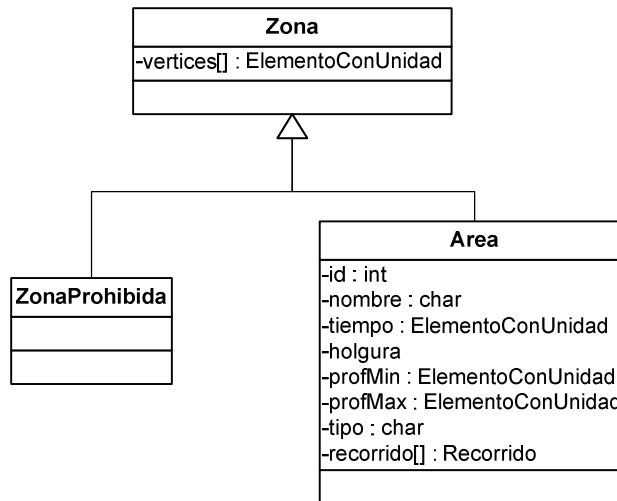 Zona
-vertices[] : ElementoConUnidad
ZonaProhibida
Area
-id : int
-nombre : char
-tiempo : ElementoConUnidad
-holgura
-profMin : ElementoConUnidad
-profMax : ElementoConUnidad
-tipo : char
-recorrido[] : Recorrido